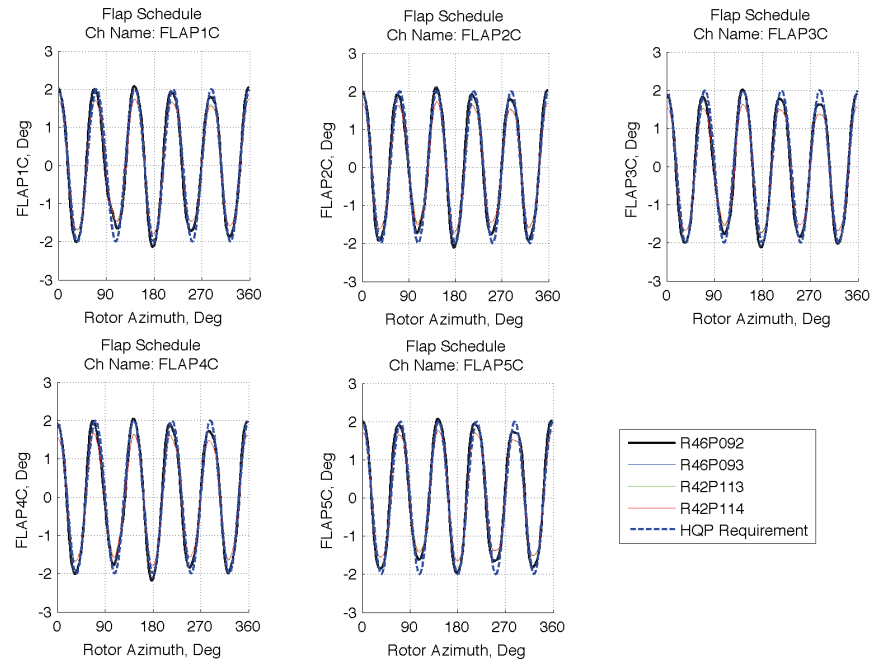 Flap Schedule
Ch Name: FLAP1C
3
2
1
0
-1
-2
-3
FLAP1C, Deg
0
90
180
270
360
Rotor Azimuth, Deg
Flap Schedule
Ch Name: FLAP2C
3
2
1
0
-1
-2
-3
FLAP2C, Deg
0
90
180
270
360
Rotor Azimuth, Deg
Flap Schedule
Ch Name: FLAP3C
3
2
1
0
-1
-2
-3
FLAP3C, Deg
0
90
180
270
360
Rotor Azimuth, Deg
Flap Schedule
Ch Name: FLAP4C
3
2
1
0
-1
-2
-3
FLAP4C, Deg
0
90
180
270
360
Rotor Azimuth, Deg
Flap Schedule
Ch Name: FLAP5C
3
2
1
0
-1
-2
-3
FLAP5C, Deg
0
90
180
270
360
Rotor Azimuth, Deg
R46P092
R46P093
R42P113
R42P114
HQP Requirement